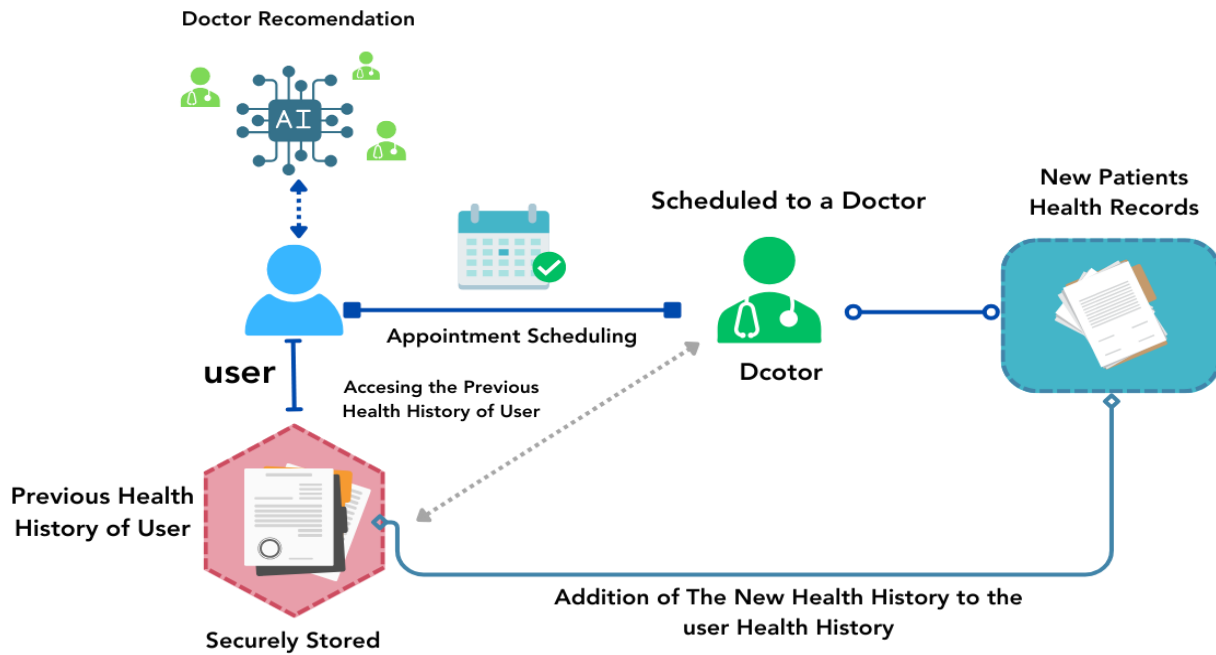 Doctor Recomendation
AI
Scheduled to a Doctor
New Patients
Health Records
Appointment Scheduling
user
Accesing the Previous
Health History of User
Dcotor
Previous Health
History of User
Addition of The New Health History to the
user Health History
Securely Stored